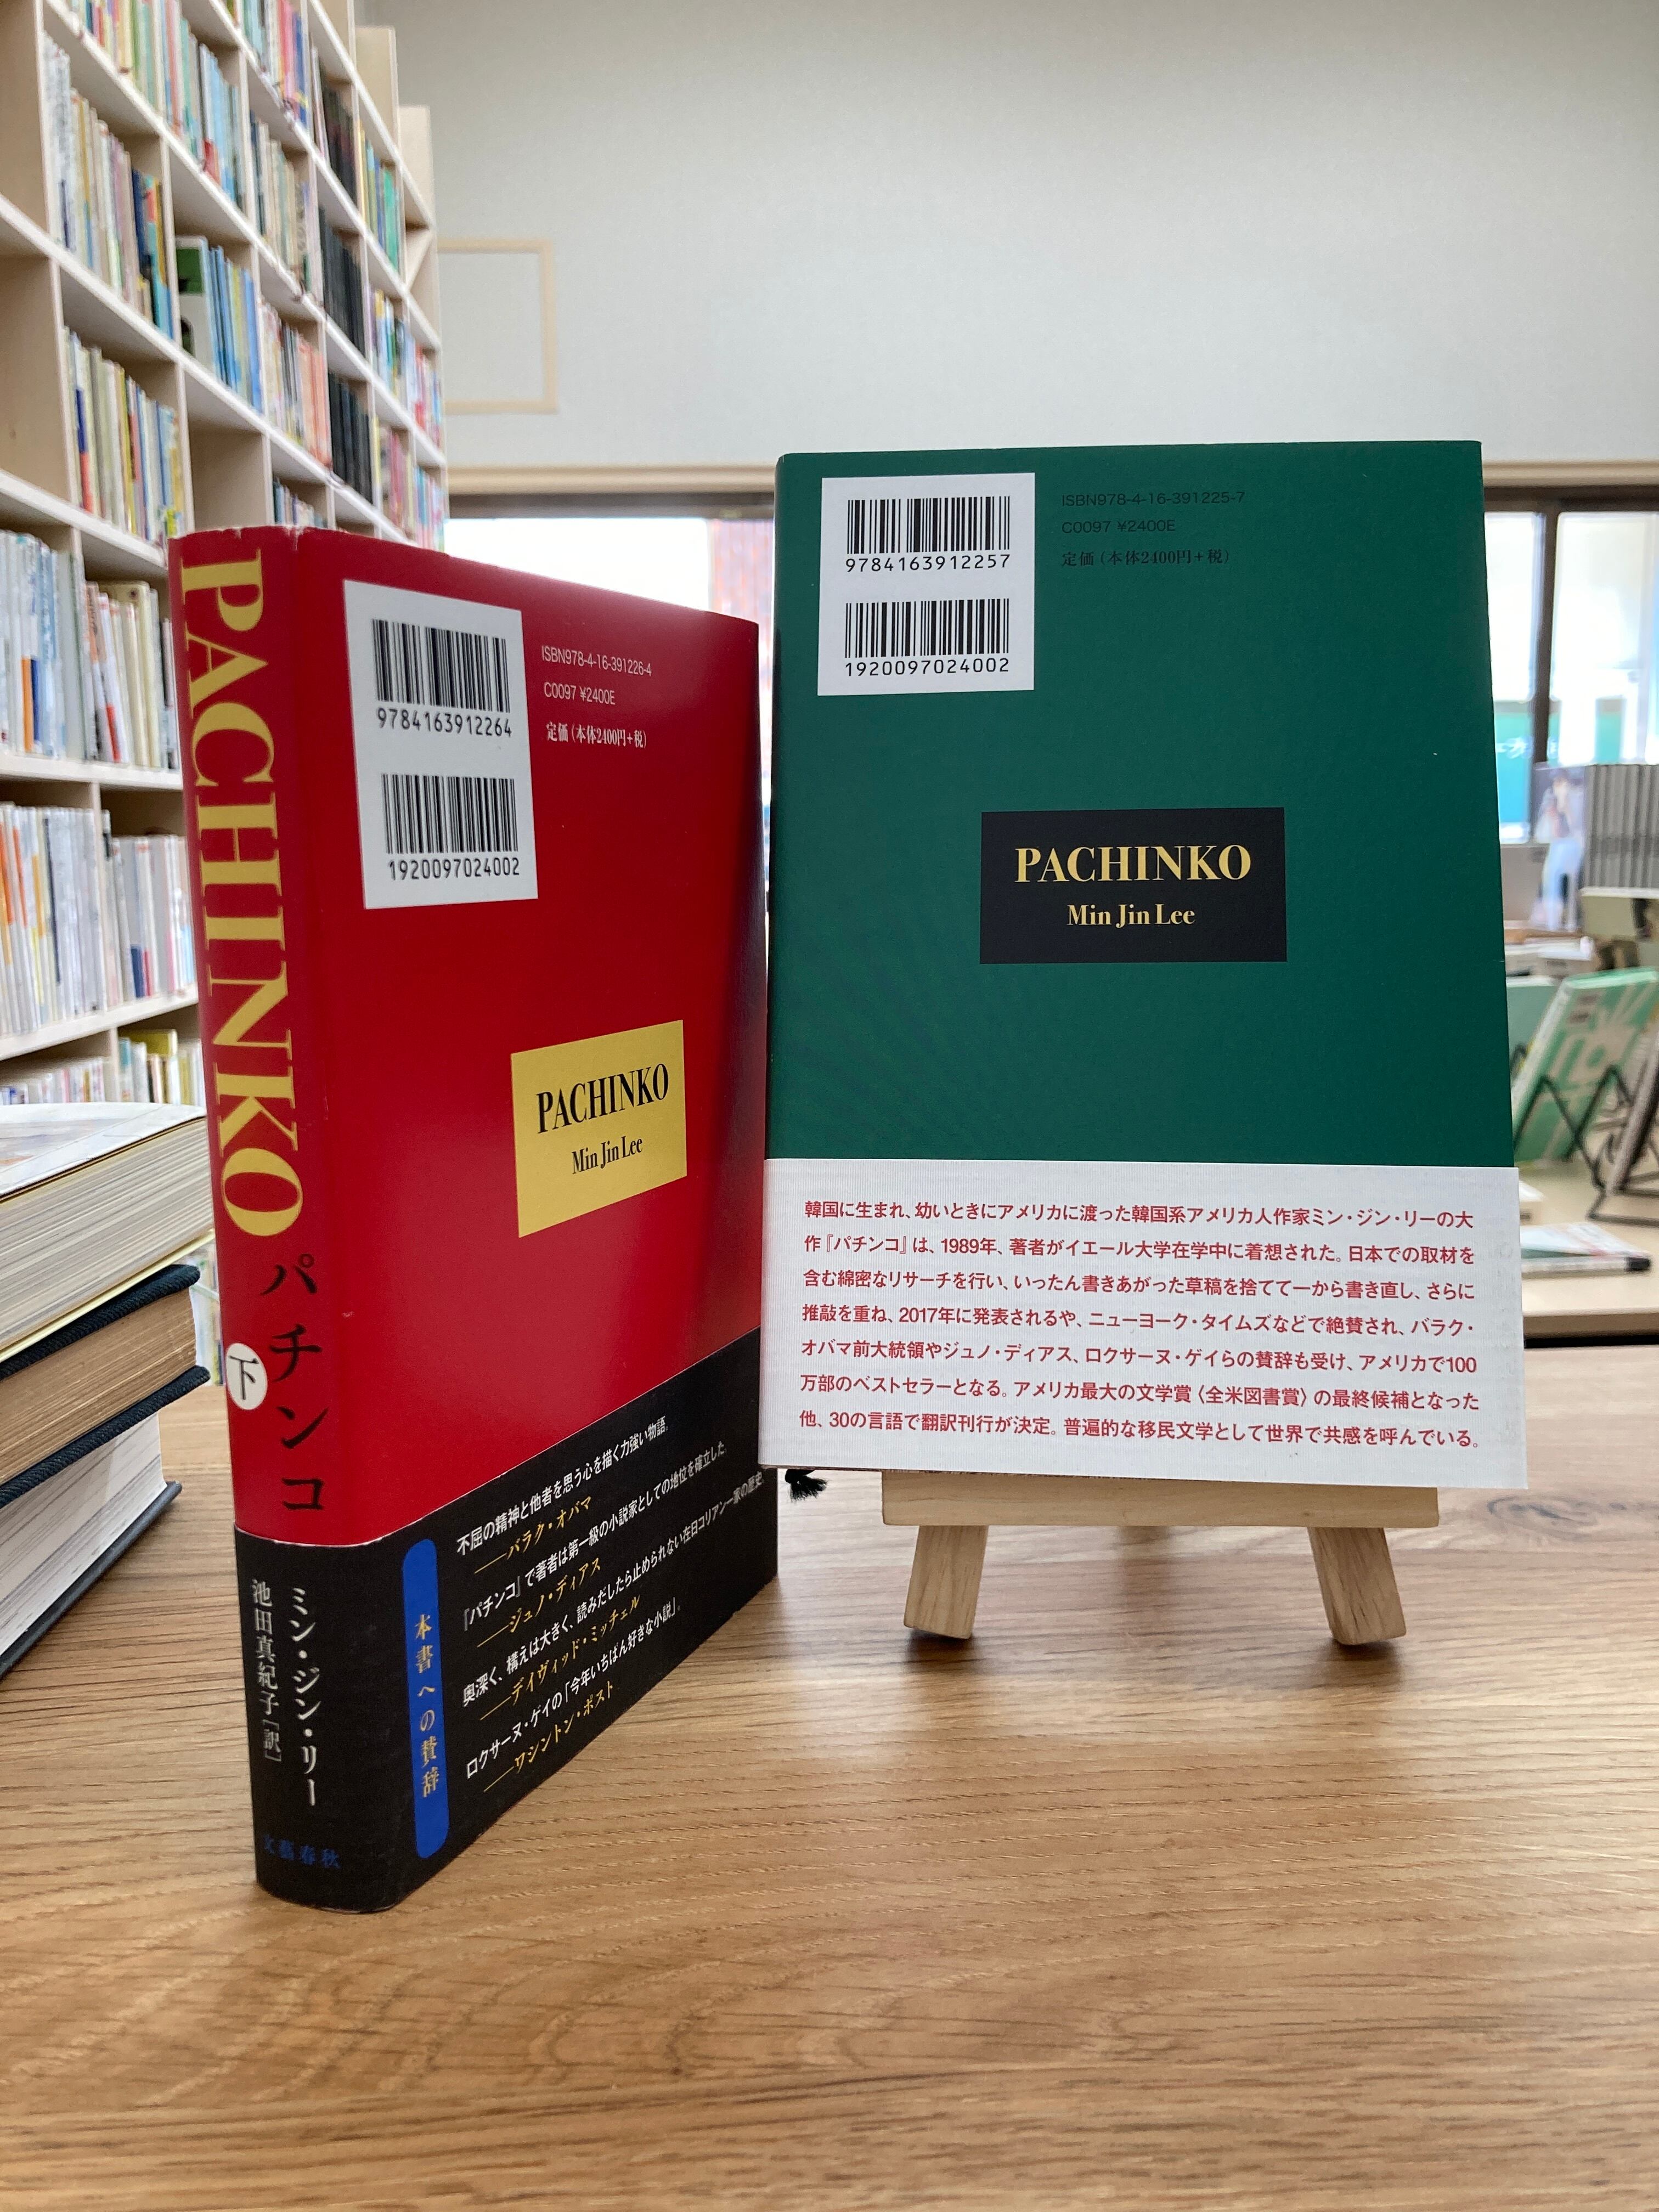 PACHINKO パチンコ
下
ミン・ジン・リー
池田真紀子[訳]
文藝春秋
9784163912264
1920097024002
ISBN978-4-16-391226-4
C0097 ¥2400E
定価(本体2400円+税)
PACHINKO
Min Jin Lee
本書への賛辞
不屈の精神と他者を思う心を描く力強い物語。
──バラク・オバマ
『パチンコ』で著者は第一級の小説家としての地位を確立した。
──ジュノ・ディアス
奥深く、構えは大きく、読みだしたら止められない在日コリアン一家の歴史。
──デイヴィッド・ミッチェル
ロクサーヌ・ゲイの「今年いちばん好きな小説」。
──ワシントン・ポスト
9784163912257
1920097024002
ISBN978-4-16-391225-7
C0097 ¥2400E
定価(本体2400円+税)
PACHINKO
Min Jin Lee
韓国に生まれ、幼いときにアメリカに渡った韓国系アメリカ人作家ミン・ジン・リーの大
作『パチンコ』は、1989年、著者がイエール大学在学中に着想された。日本での取材を
含む綿密なリサーチを行い、いったん書きあがった草稿を捨てて一から書き直し、さらに
推敲を重ね、2017年に発表されるや、ニューヨーク・タイムズなどで絶賛され、バラク・
オバマ前大統領やジュノ・ディアス、ロクサーヌ・ゲイらの賛辞も受け、アメリカで100
万部のベストセラーとなる。アメリカ最大の文学賞〈全米図書賞〉の最終候補となった
他、30の言語で翻訳刊行が決定。普遍的な移民文学として世界で共感を呼んでいる。